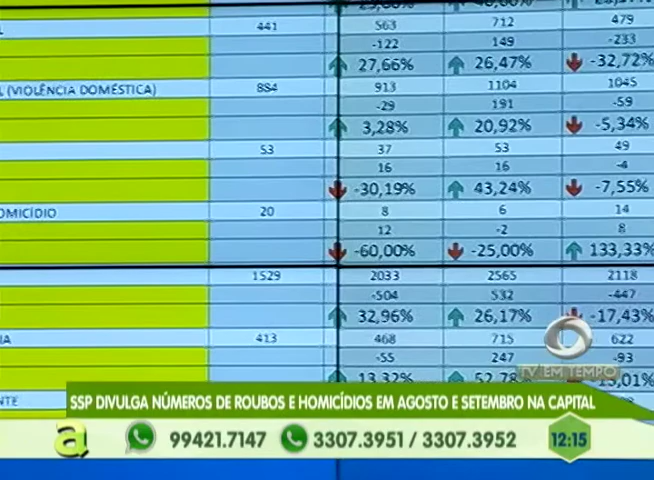 441 563 712 479
-122 149 -233
27,66% 26,47% -32,72%
L (VIOLÊNCIA DOMÉSTICA) 884 913 1104 1045
-29 191 -59
3,28% 20,92% -5,34%
53 37 53 49
16 16 -4
-30,19% 43,24% -7,55%
OMICÍDIO 20 8 6 14
12 -2 8
-60,00% -25,00% 133,33%
1529 2033 2565 2118
-504 532 -447
32,96% 26,17% -17,43%
IA 413 468 715 622
-55 247 -93
TV EM TEMPO
13,32% 52,78%
NTE
SSP DIVULGA NÚMEROS DE ROUBOS E HOMICÍDIOS EM AGOSTO E SETEMBRO NA CAPITAL
a 99421.7147 3307.3951 / 3307.3952 12:15